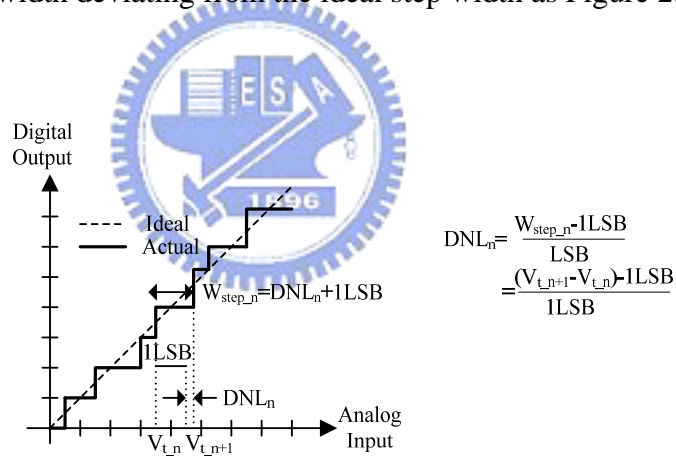 width deviating from the ideal step width as Figure 2.
E S A
1896
Digital
Output
Ideal
Actual
W_step_n=DNL_n+1LSB
1LSB
DNL_n
V_t_n V_t_n+1
Analog
Input
DNL_n= W_step_n-1LSB
LSB
=(V_t_n+1-V_t_n)-1LSB
1LSB